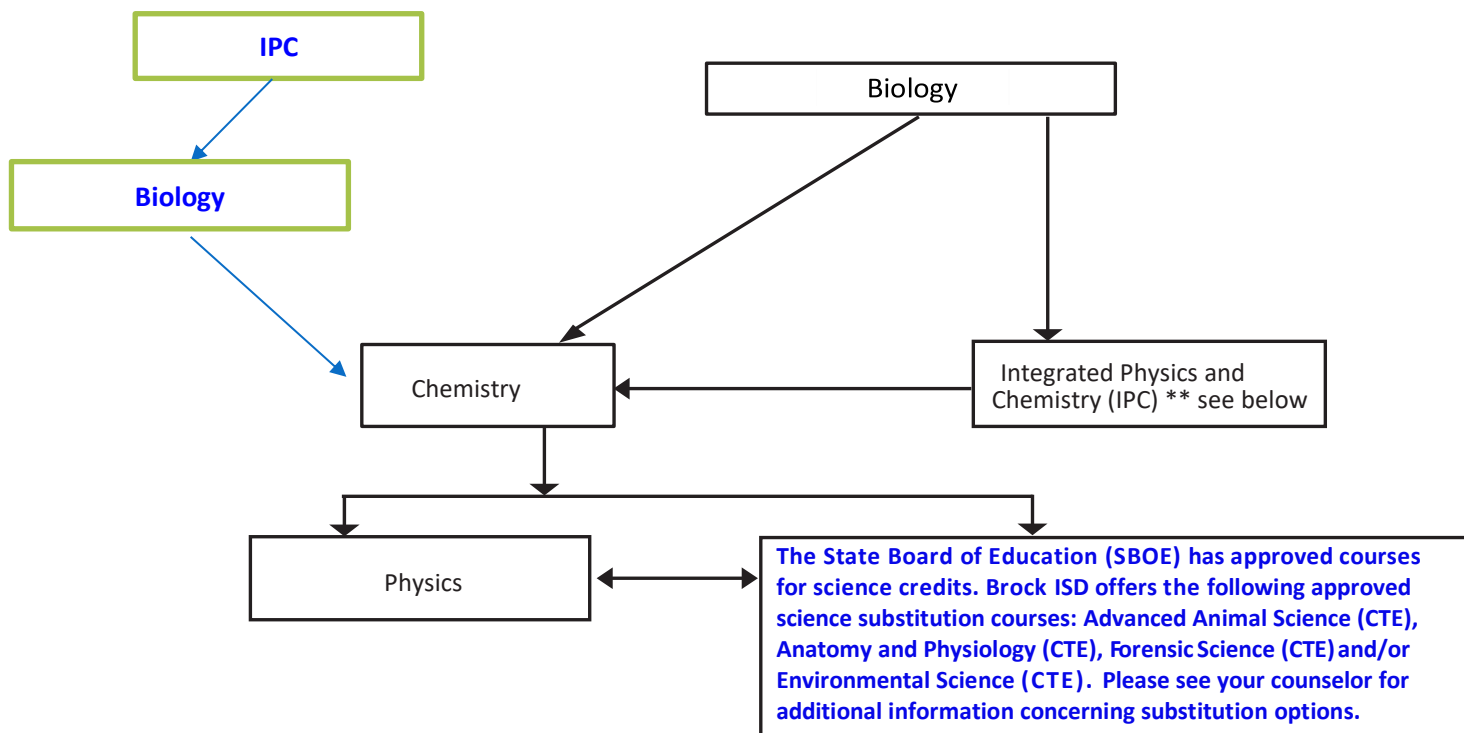 IPC
Biology
Biology
Chemistry
Integrated Physics and
Chemistry (IPC) ** see below
Physics
The State Board of Education (SBOE) has approved courses
for science credits. Brock ISD offers the following approved
science substitution courses: Advanced Animal Science (CTE),
Anatomy and Physiology (CTE), Forensic Science (CTE) and/or
Environmental Science (CTE). Please see your counselor for
additional information concerning substitution options.